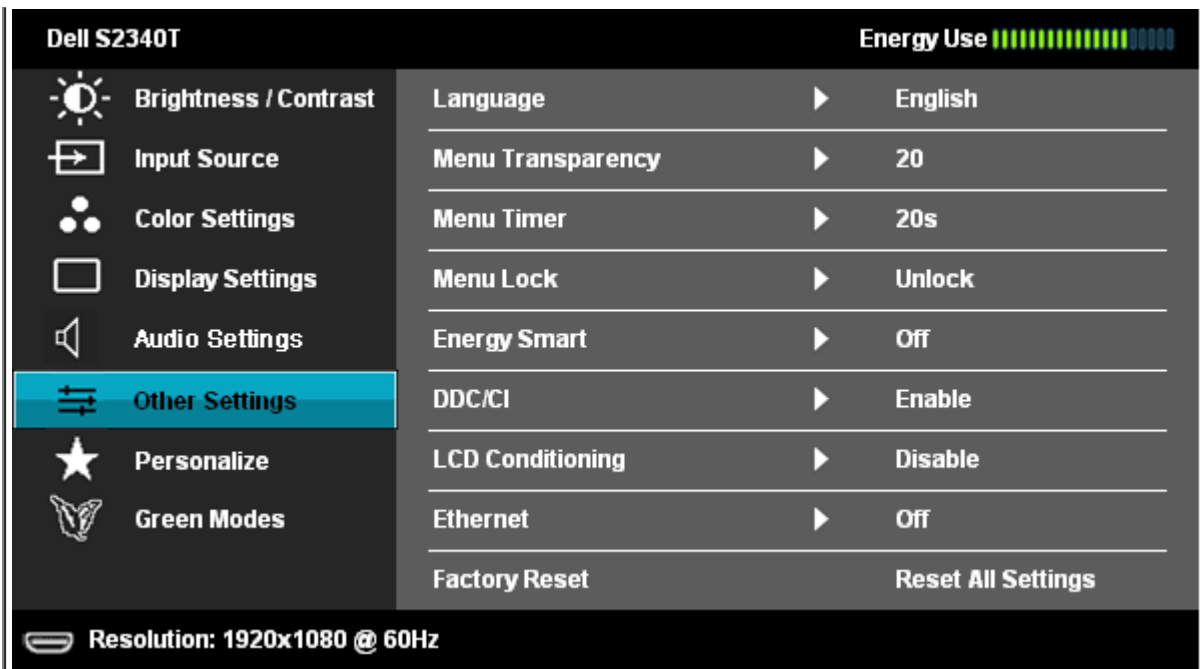 Dell S2340T Energy Use
Brightness / Contrast Language English
Input Source Menu Transparency 20
Color Settings Menu Timer 20s
Display Settings Menu Lock Unlock
Audio Settings Energy Smart Off
Other Settings DDC/CI Enable
Personalize LCD Conditioning Disable
Green Modes Ethernet Off
Factory Reset Reset All Settings
Resolution: 1920x1080 @ 60Hz